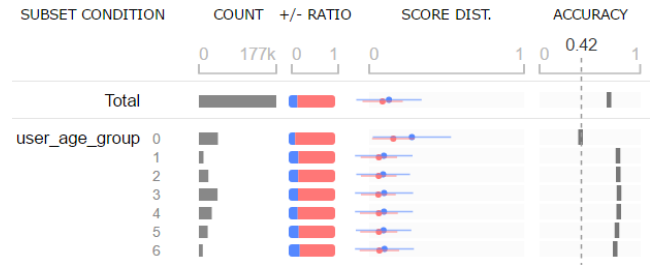 SUBSET CONDITION COUNT +/- RATIO SCORE DIST. ACCURACY
0.42
0 177k 0 1 0 1 0 1
Total
user_age_group 0
1
2
3
4
5
6